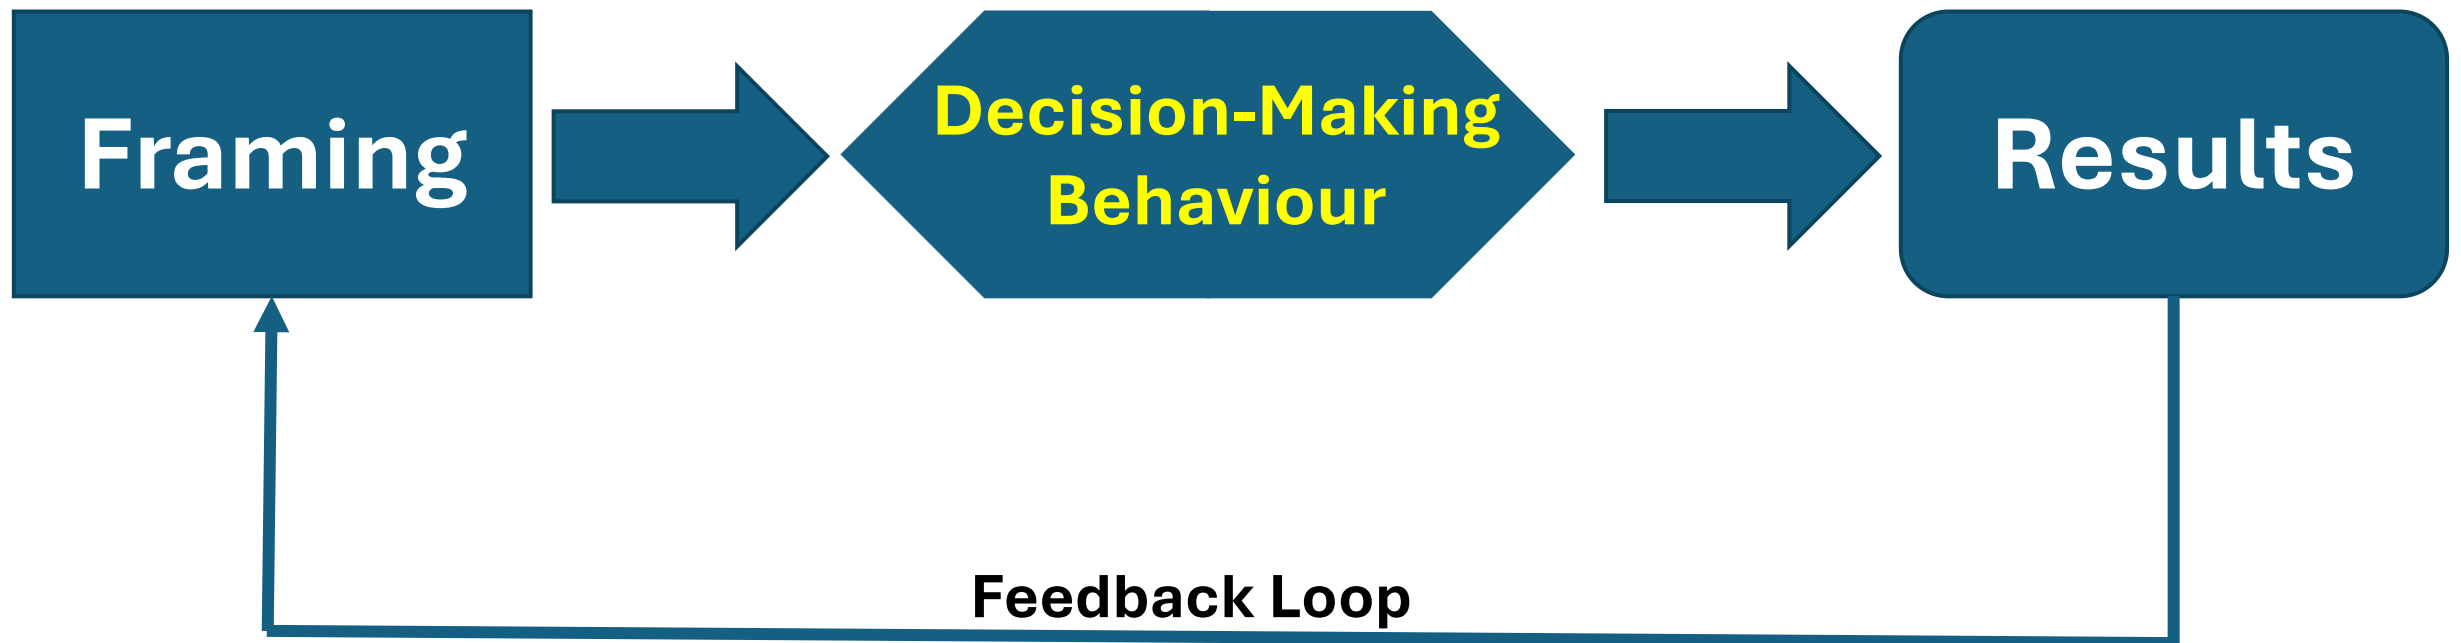 Framing
Decision-Making
Behaviour
Results
Feedback Loop